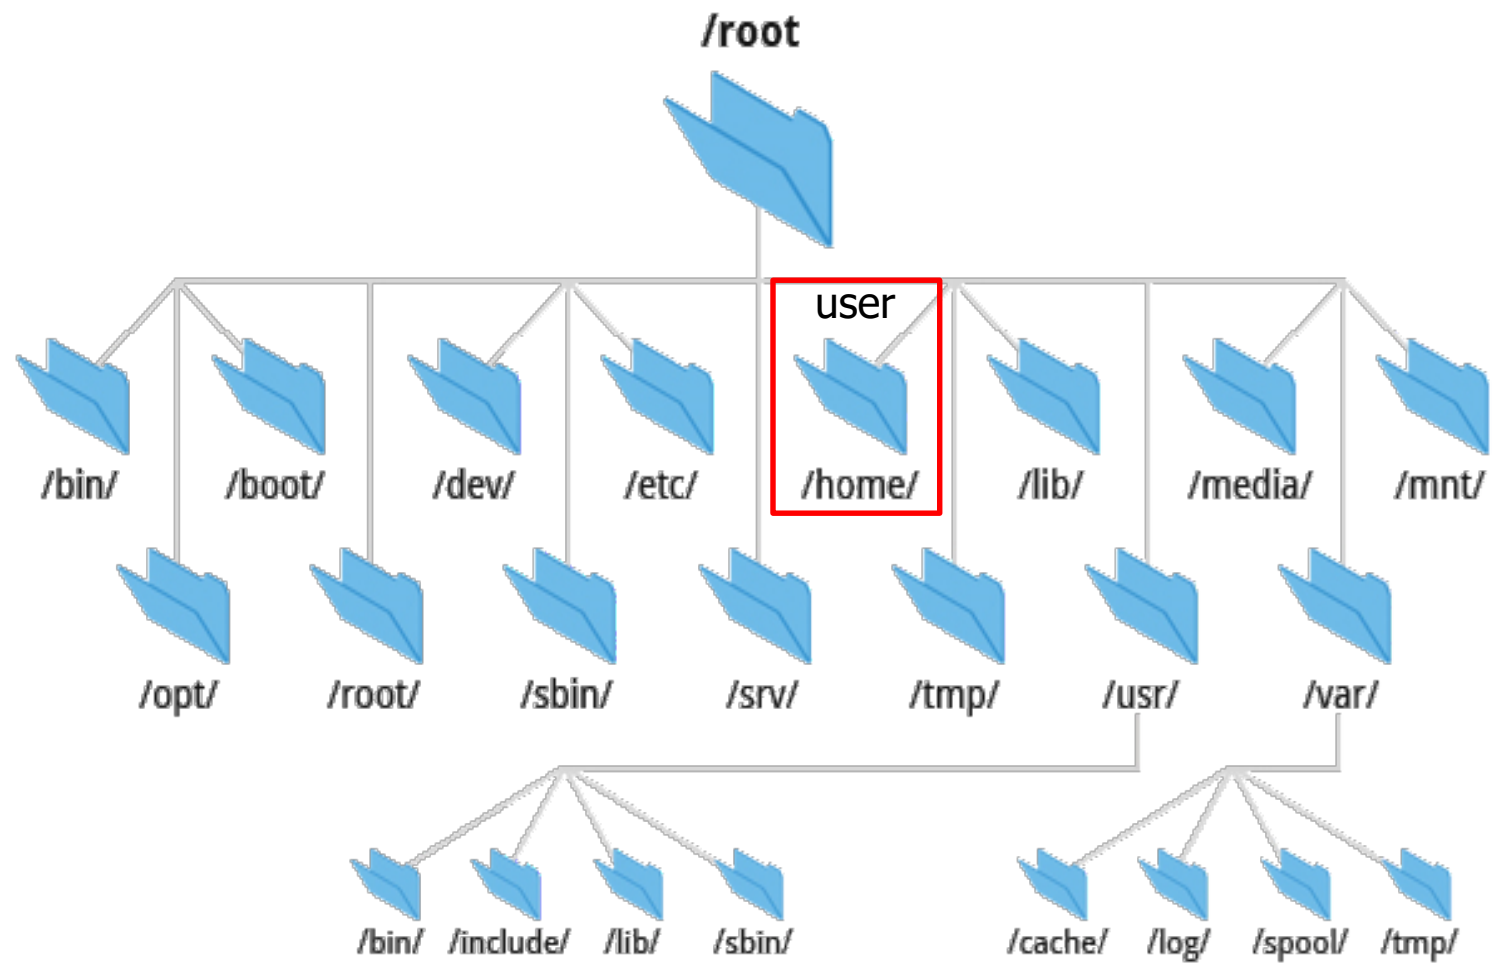 /root
user
/bin/ /boot/ /dev/ /etc/ /home/ /lib/ /media/ /mnt/
/opt/ /root/ /sbin/ /srv/ /tmp/ /usr/ /var/
/bin/ /include/ /lib/ /sbin/ /cache/ /log/ /spool/ /tmp/